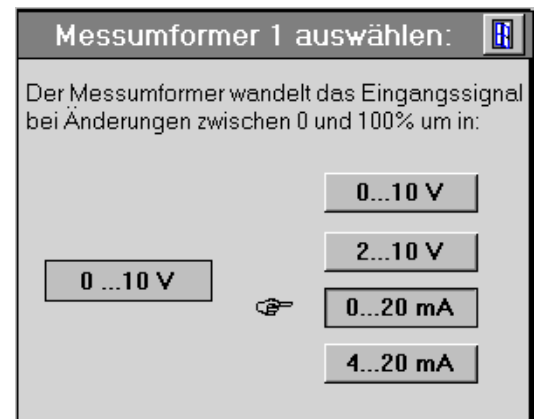 Messumformer 1 auswählen:
Der Messumformer wandelt das Eingangssignal
bei Änderungen zwischen 0 und 100% um in:
0...10 V
2...10 V
0 ...10 V
0...20 mA
4...20 mA